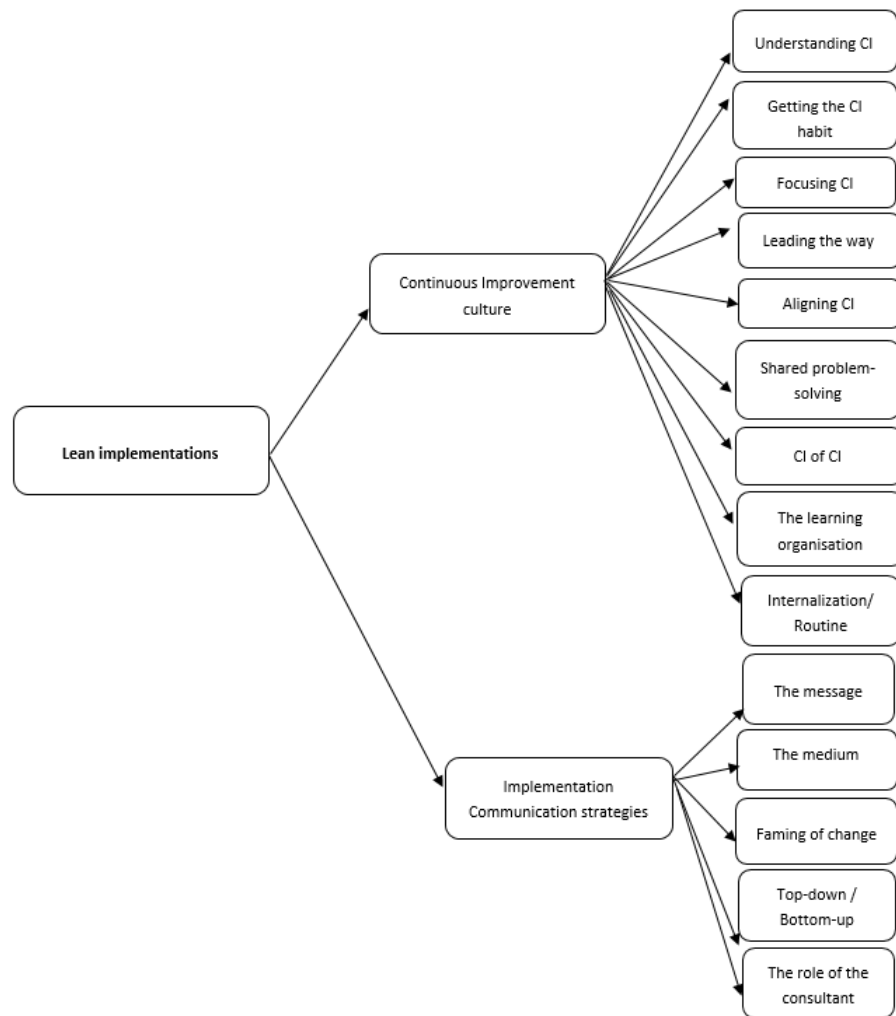 Understanding CI
Getting the CI
habit
Focusing CI
Leading the way
Continuous Improvement
culture
Aligning CI
Shared problem-
solving
Lean implementations
CI of CI
The learning
organisation
Internalization/
Routine
The message
The medium
Implementation
Communication strategies
Faming of change
Top-down /
Bottom-up
The role of the
consultant